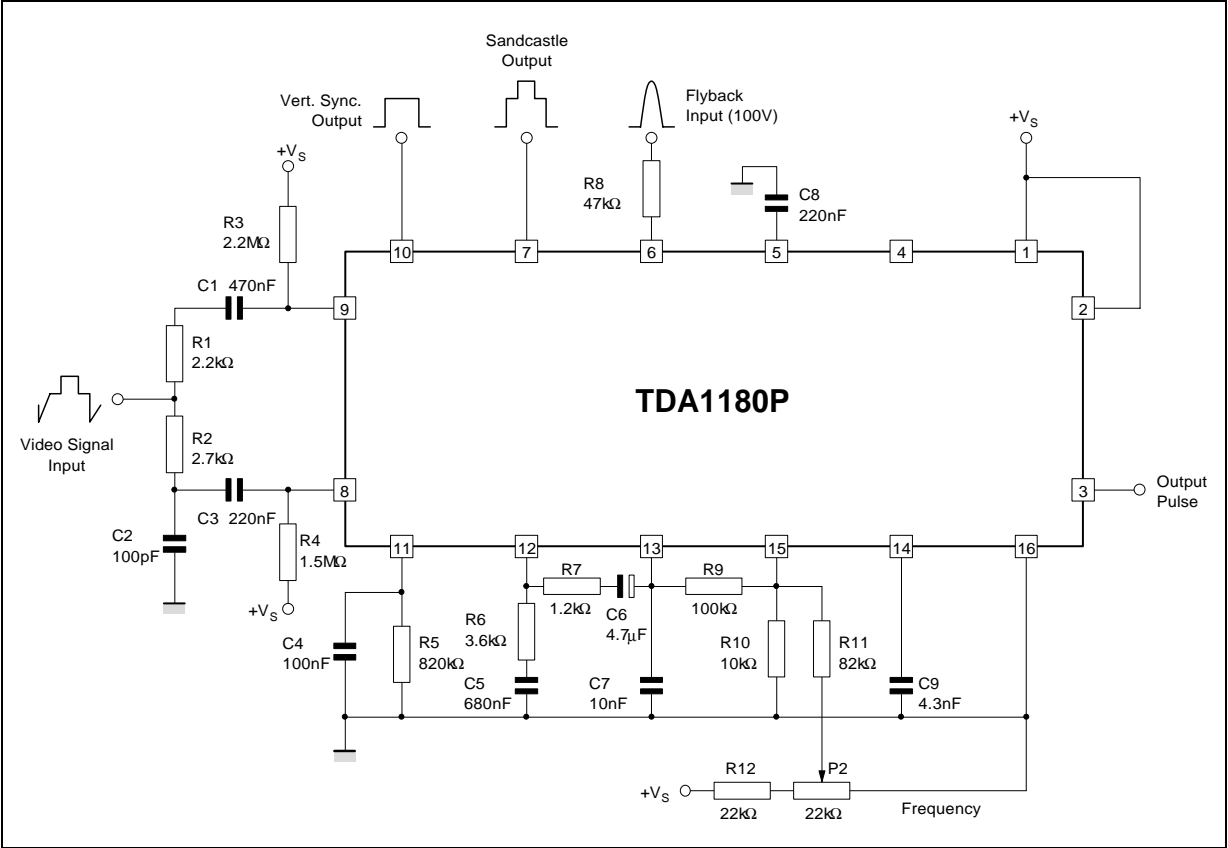 Sandcastle
Output
Vert. Sync.
Output
Flyback
Input (100V)
+VS
+VS
R3
2.2MΩ
R8
47kΩ
C8
220nF
10
7
6
5
4
1
C1 470nF
9
2
R1
2.2kΩ
TDA1180P
Video Signal
Input
R2
2.7kΩ
8
3
Output
Pulse
C3 220nF
C2
100pF
R4
1.5MΩ
+VS
11
12
13
15
14
16
R7
1.2kΩ
C6
4.7µF
R9
100kΩ
C4
100nF
R5
820kΩ
R6
3.6kΩ
C5
680nF
C7
10nF
R10
10kΩ
R11
82kΩ
C9
4.3nF
+VS
R12
22kΩ
P2
22kΩ
Frequency